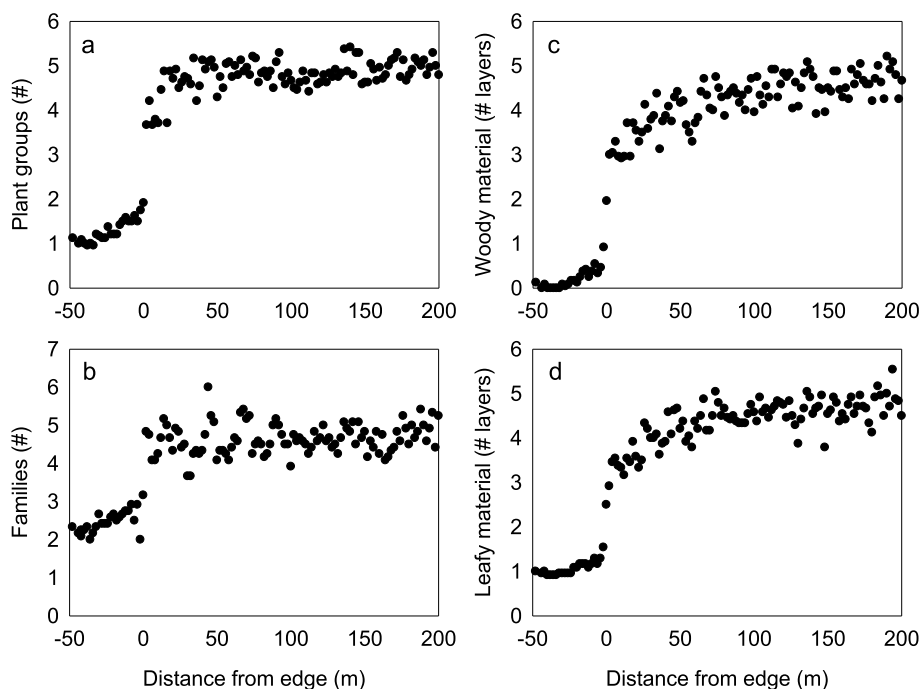 a
Plant groups (#)
6
5
4
3
2
1
0
-50 0 50 100 150 200
c
Woody material (# layers)
6
5
4
3
2
1
0
-50 0 50 100 150 200
b
Families (#)
7
6
5
4
3
2
1
0
-50 0 50 100 150 200
Distance from edge (m)
d
Leafy material (# layers)
6
5
4
3
2
1
0
-50 0 50 100 150 200
Distance from edge (m)